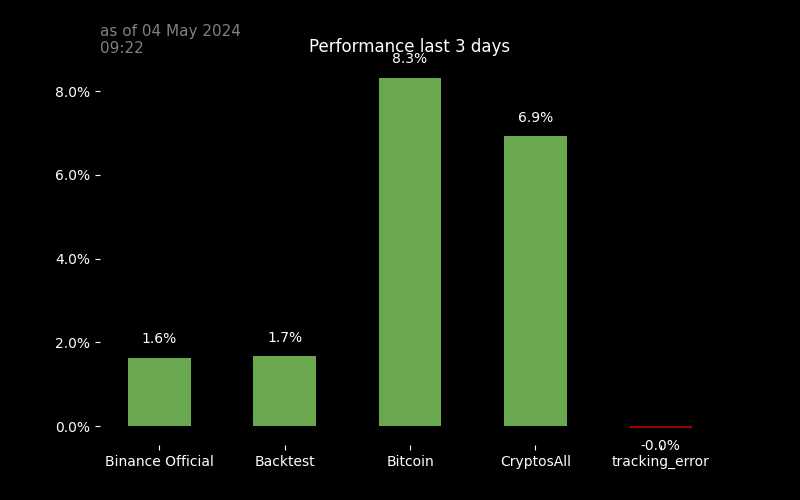 as of 04 May 2024
09:22
Performance last 3 days
8.3%
8.0%
6.9%
6.0%
4.0%
1.6%
1.7%
2.0%
0.0%
-0.0%
Binance Official
Backtest
Bitcoin
CryptosAll
tracking_error